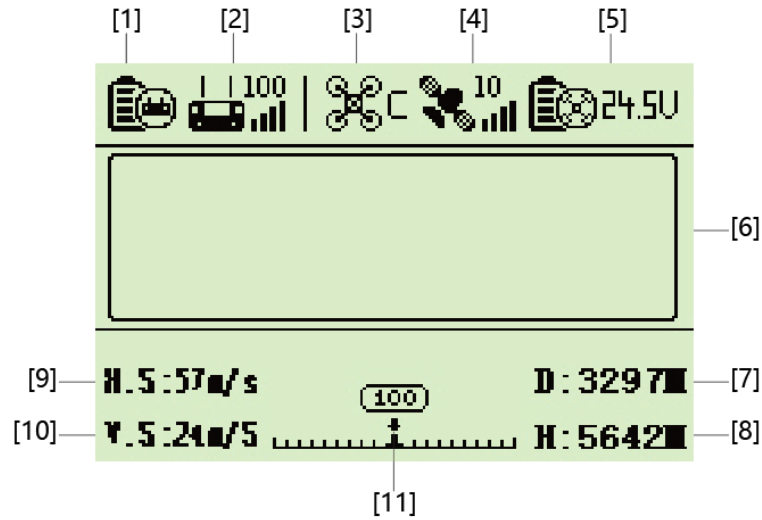 [1] [2] [3] [4] [5]
100 C 10 24.5V
[6]
[9] H.S:57m/s 100 D:3297M [7]
[10] V.S:24m/S H:5642M [8]
[11]